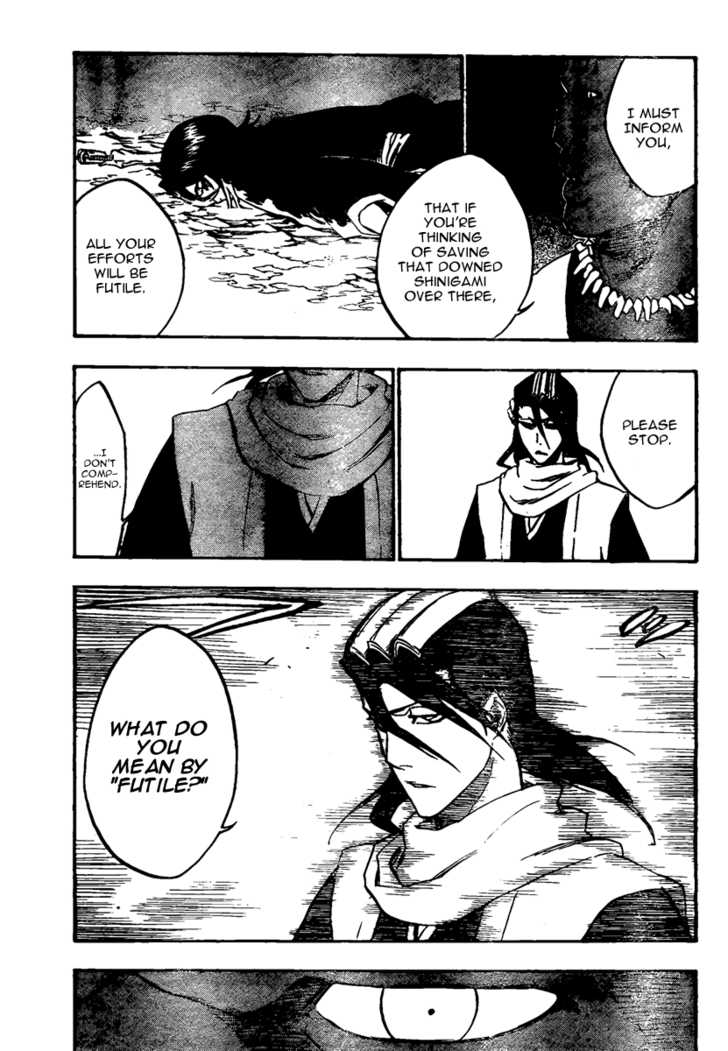 I MUST
INFORM
YOU,
THAT IF
YOU'RE
THINKING
OF SAVING
THAT DOWNED
SHINIGAMI
OVER THERE,
ALL YOUR
EFFORTS
WILL BE
FUTILE.
PLEASE
STOP.
...I
DON'T
COMP-
REHEND.
WHAT DO
YOU
MEAN BY
"FUTILE?"